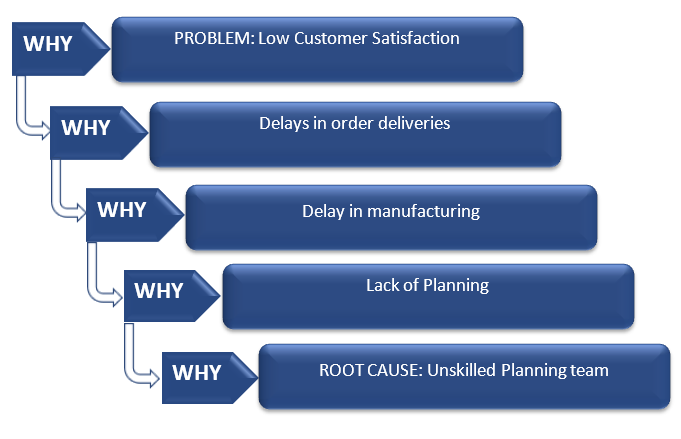 WHY
PROBLEM: Low Customer Satisfaction
WHY
Delays in order deliveries
WHY
Delay in manufacturing
WHY
Lack of Planning
WHY
ROOT CAUSE: Unskilled Planning team